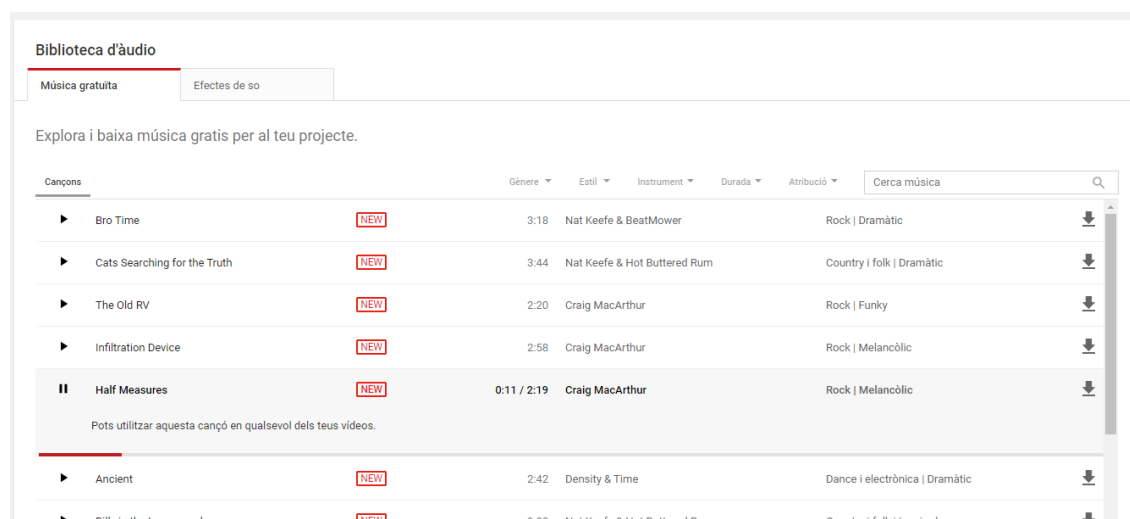 Biblioteca d'àudio
Música gratuïta Efectes de so
Explora i baixa música gratis per al teu projecte.
Cançons Gènere Estil Instrument Durada Atribució Cerca música
Bro Time NEW 3:18 Nat Keefe & BeatMower Rock | Dramàtic
Cats Searching for the Truth NEW 3:44 Nat Keefe & Hot Buttered Rum Country i folk | Dramàtic
The Old RV NEW 2:20 Craig MacArthur Rock | Funky
Infiltration Device NEW 2:58 Craig MacArthur Rock | Melancòlic
Half Measures NEW 0:11 / 2:19 Craig MacArthur Rock | Melancòlic
Pots utilitzar aquesta cançó en qualsevol dels teus vídeos.
Ancient NEW 2:42 Density & Time Dance i electrònica | Dramàtic
NEW